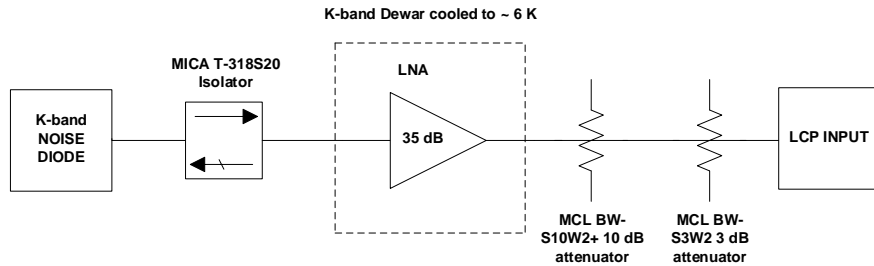 K-band Dewar cooled to ~ 6 K
MICA T-318S20
Isolator
LNA
K-band
NOISE
DIODE
35 dB
LCP INPUT
MCL BW-
S10W2+ 10 dB
attenuator
MCL BW-
S3W2 3 dB
attenuator